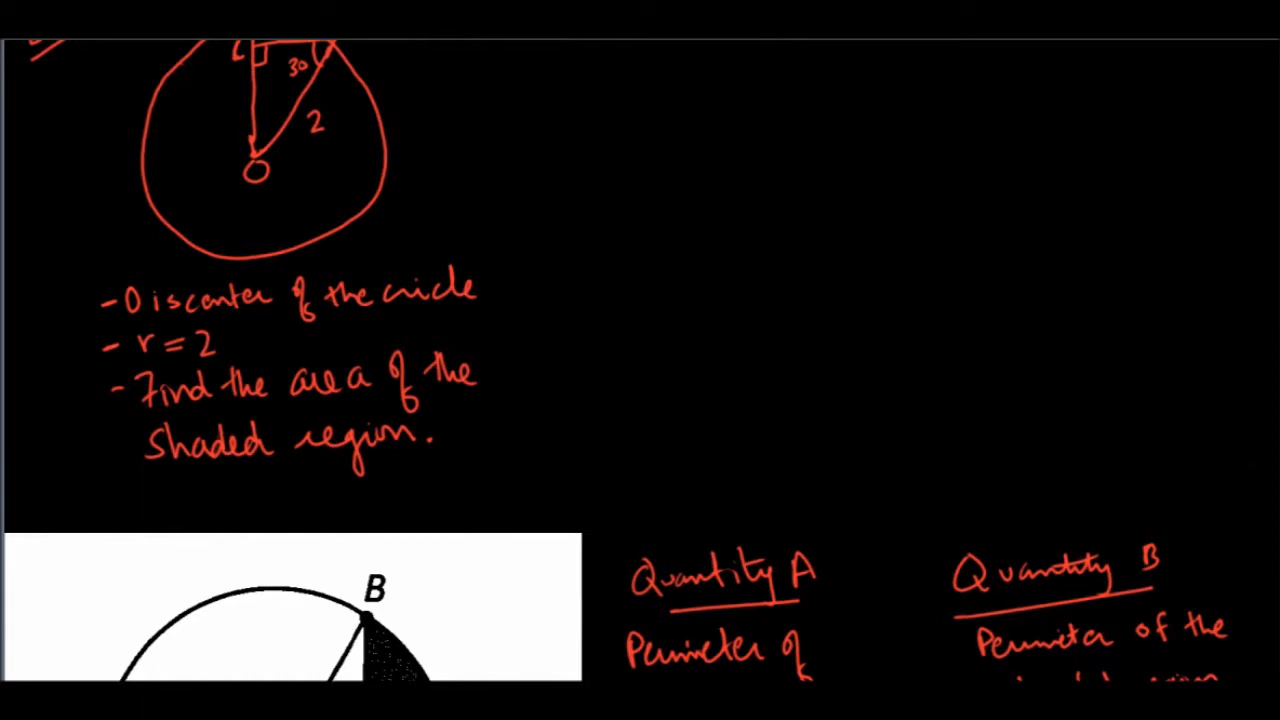 L
30
2
O
- O is center of the circle
- r = 2
- Find the area of the
shaded region.
B
Quantity A
Quantity B
Perimeter of
Perimeter of the